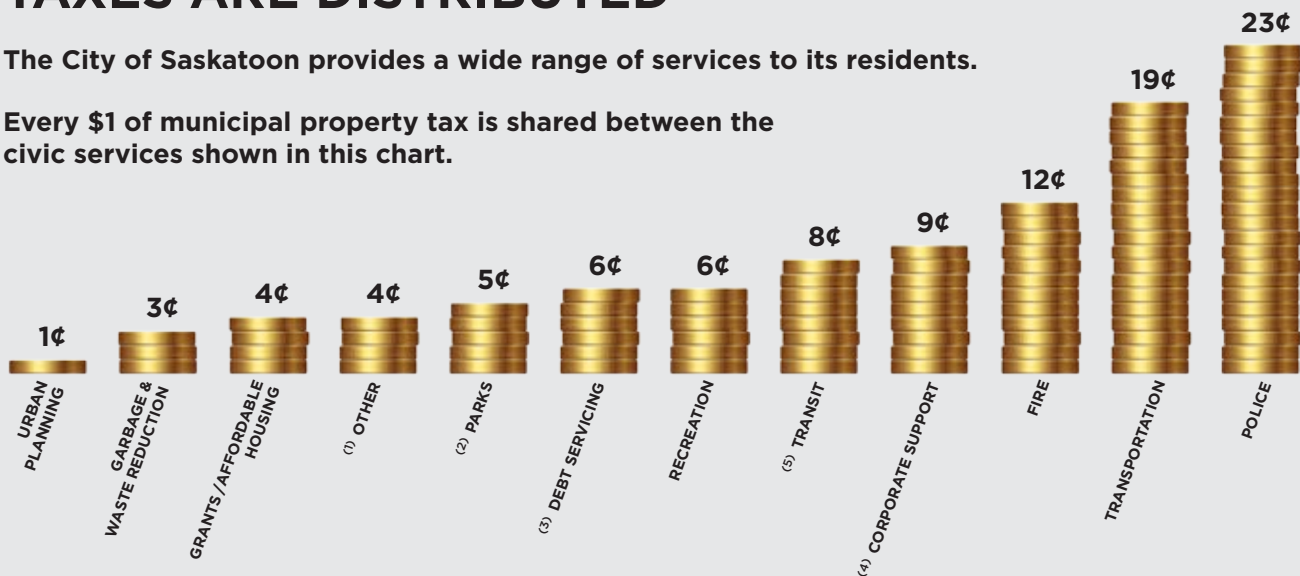 TAXES ARE DISTRIBUTED
The City of Saskatoon provides a wide range of services to its residents.
Every $1 of municipal property tax is shared between the
civic services shown in this chart.
1¢
3¢
4¢
4¢
5¢
6¢
6¢
8¢
9¢
12¢
19¢
23¢
URBAN
PLANNING
GARBAGE &
WASTE REDUCTION
GRANTS/AFFORDABLE
HOUSING
(1) OTHER
(2) PARKS
(3) DEBT SERVICING
RECREATION
(5) TRANSIT
(4) CORPORATE SUPPORT
FIRE
TRANSPORTATION
POLICE